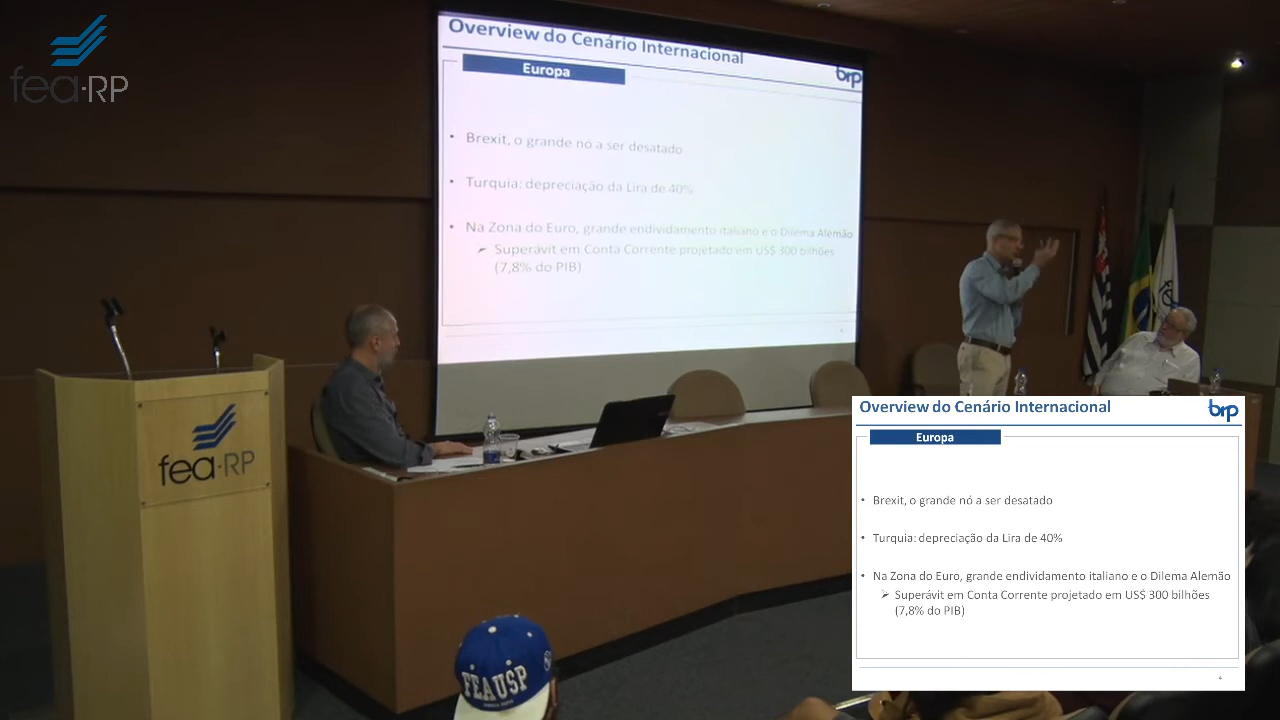 fea-RP
Overview do Cenário Internacional
brp
Europa
• Brexit, o grande nó a ser desatado
• Turquia: depreciação da Lira de 40%
• Na Zona do Euro, grande endividamento italiano e o Dilema Alemão
➢ Superávit em Conta Corrente projetado em US$ 300 bilhões
(7,8% do PIB)
fea-RP
FEAUSP
Overview do Cenário Internacional
brp
Europa
• Brexit, o grande nó a ser desatado
• Turquia: depreciação da Lira de 40%
• Na Zona do Euro, grande endividamento italiano e o Dilema Alemão
➢ Superávit em Conta Corrente projetado em US$ 300 bilhões
(7,8% do PIB)